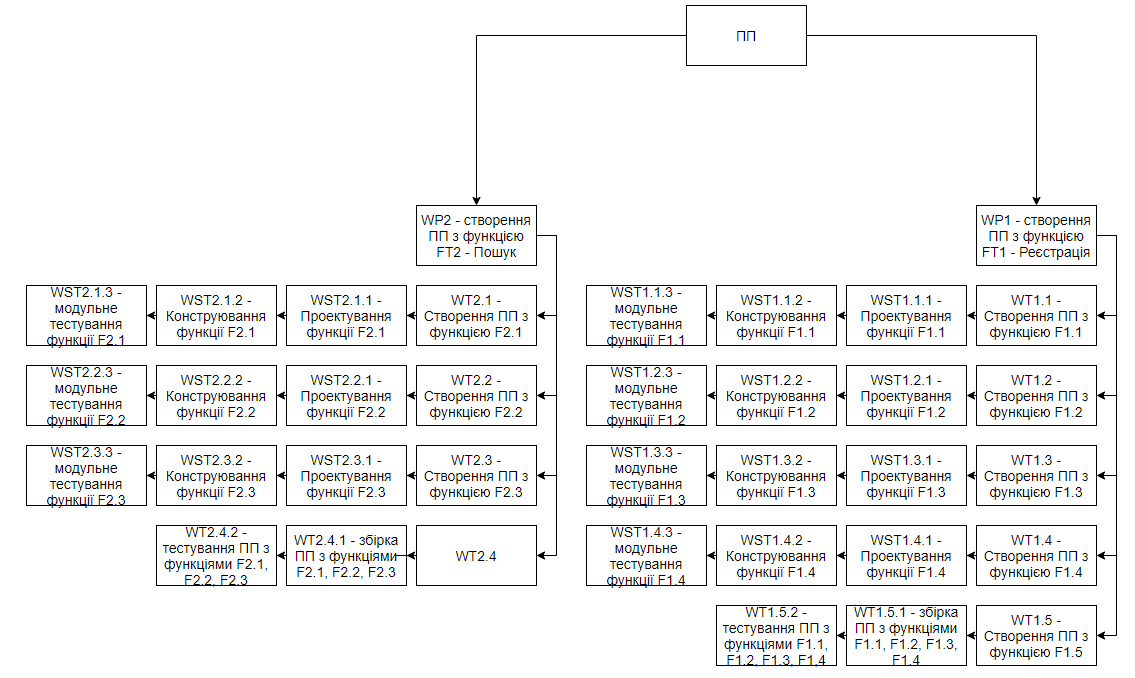 ПП
WP2 - створення
ПП з функцією
FT2 - Пошук
WP1 - створення
ПП з функцією
FT1 - Реєстрація
WST2.1.3 -
модульне
тестування
функції F2.1
WST2.1.2 -
Конструювання
функції F2.1
WST2.1.1 -
Проектування
функції F2.1
WT2.1 -
Створення ПП з
функцією F2.1
WST1.1.3 -
модульне
тестування
функції F1.1
WST1.1.2 -
Конструювання
функції F1.1
WST1.1.1 -
Проектування
функції F1.1
WT1.1 -
Створення ПП з
функцією F1.1
WST2.2.3 -
модульне
тестування
функції F2.2
WST2.2.2 -
Конструювання
функції F2.2
WST2.2.1 -
Проектування
функції F2.2
WT2.2 -
Створення ПП з
функцією F2.2
WST1.2.3 -
модульне
тестування
функції F1.2
WST1.2.2 -
Конструювання
функції F1.2
WST1.2.1 -
Проектування
функції F1.2
WT1.2 -
Створення ПП з
функцією F1.2
WST2.3.3 -
модульне
тестування
функції F2.3
WST2.3.2 -
Конструювання
функції F2.3
WST2.3.1 -
Проектування
функції F2.3
WT2.3 -
Створення ПП з
функцією F2.3
WST1.3.3 -
модульне
тестування
функції F1.3
WST1.3.2 -
Конструювання
функції F1.3
WST1.3.1 -
Проектування
функції F1.3
WT1.3 -
Створення ПП з
функцією F1.3
WT2.4.2 -
тестування ПП з
функціями F2.1,
F2.2, F2.3
WT2.4.1 - збірка
ПП з функціями
F2.1, F2.2, F2.3
WT2.4
WST1.4.3 -
модульне
тестування
функції F1.4
WST1.4.2 -
Конструювання
функції F1.4
WST1.4.1 -
Проектування
функції F1.4
WT1.4 -
Створення ПП з
функцією F1.4
WT1.5.2 -
тестування ПП з
функціями F1.1,
F1.2, F1.3, F1,4
WT1.5.1 - збірка
ПП з функціями
F1.1, F1.2, F1.3,
F1.4
WT1.5 -
Створення ПП з
функцією F1.5